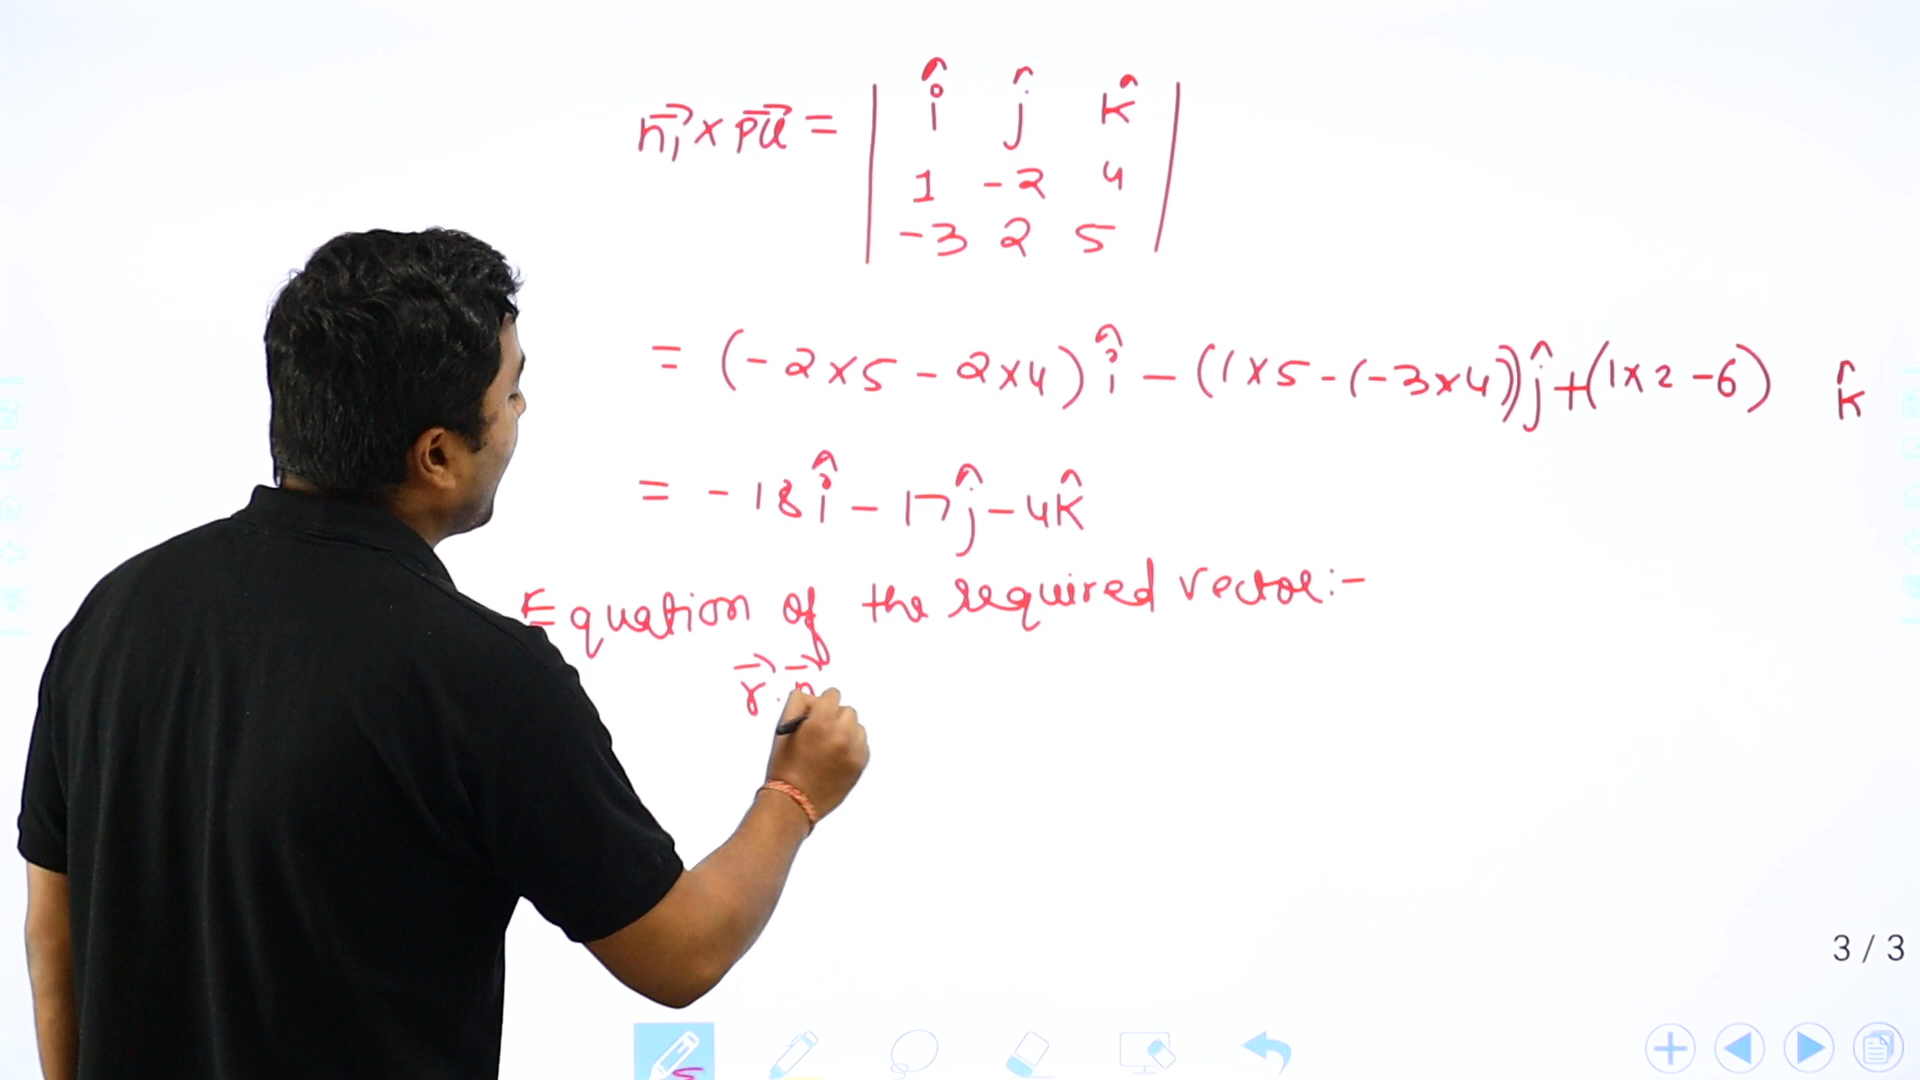 n₁⃗ × PQ⃗ = | î ĵ k̂ |
| 1 -2 4 |
| -3 2 5 |
= (-2×5 - 2×4) î - (1×5 - (-3×4)) ĵ + (1×2 - 6) k̂
= -18î - 17ĵ - 4k̂
Equation of the required vector:-
r⃗ . n⃗
3 / 3